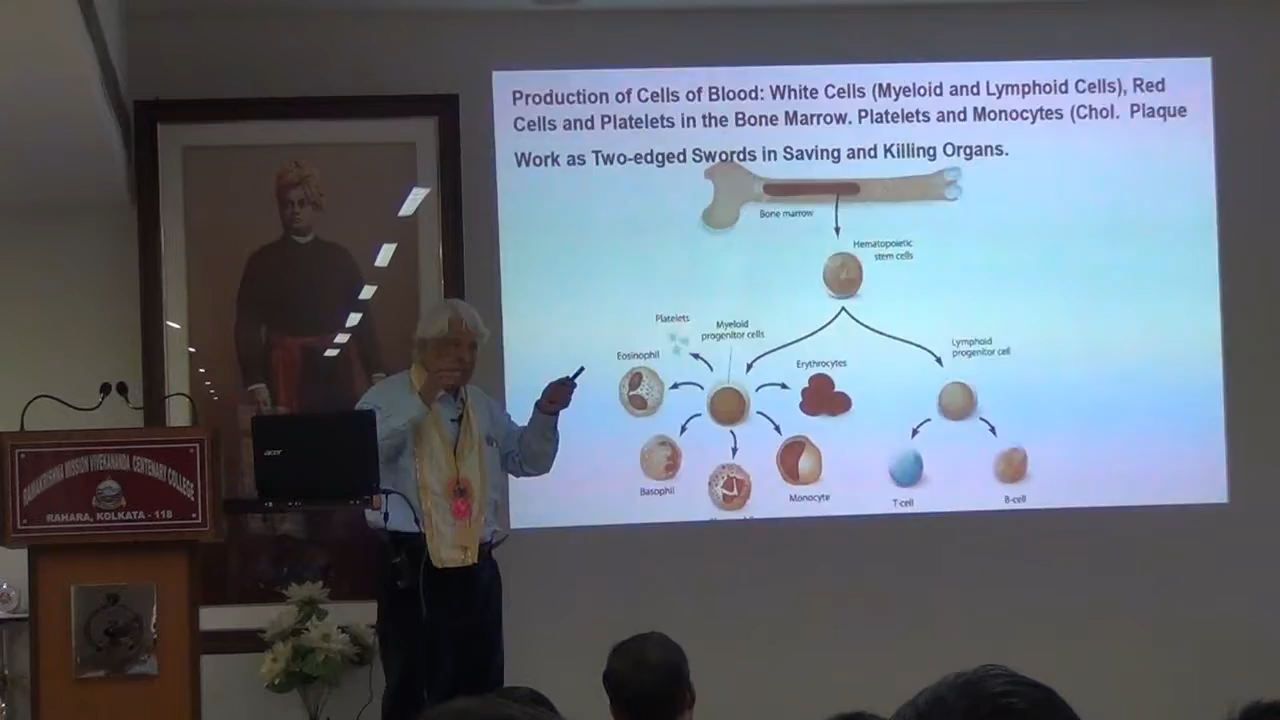 Production of Cells of Blood: White Cells (Myeloid and Lymphoid Cells), Red
Cells and Platelets in the Bone Marrow. Platelets and Monocytes (Chol. Plaque
Work as Two-edged Swords in Saving and Killing Organs.
Bone marrow
Hematopoietic
stem cells
Platelets
Myeloid
progenitor cells
Lymphoid
progenitor cell
Eosinophil
Erythrocytes
Basophil
Monocyte
T-cell
B-cell
acer
RAMAKRISHNA MISSION VIVEKANANDA CENTENARY COLLEGE
RAHARA, KOLKATA - 118